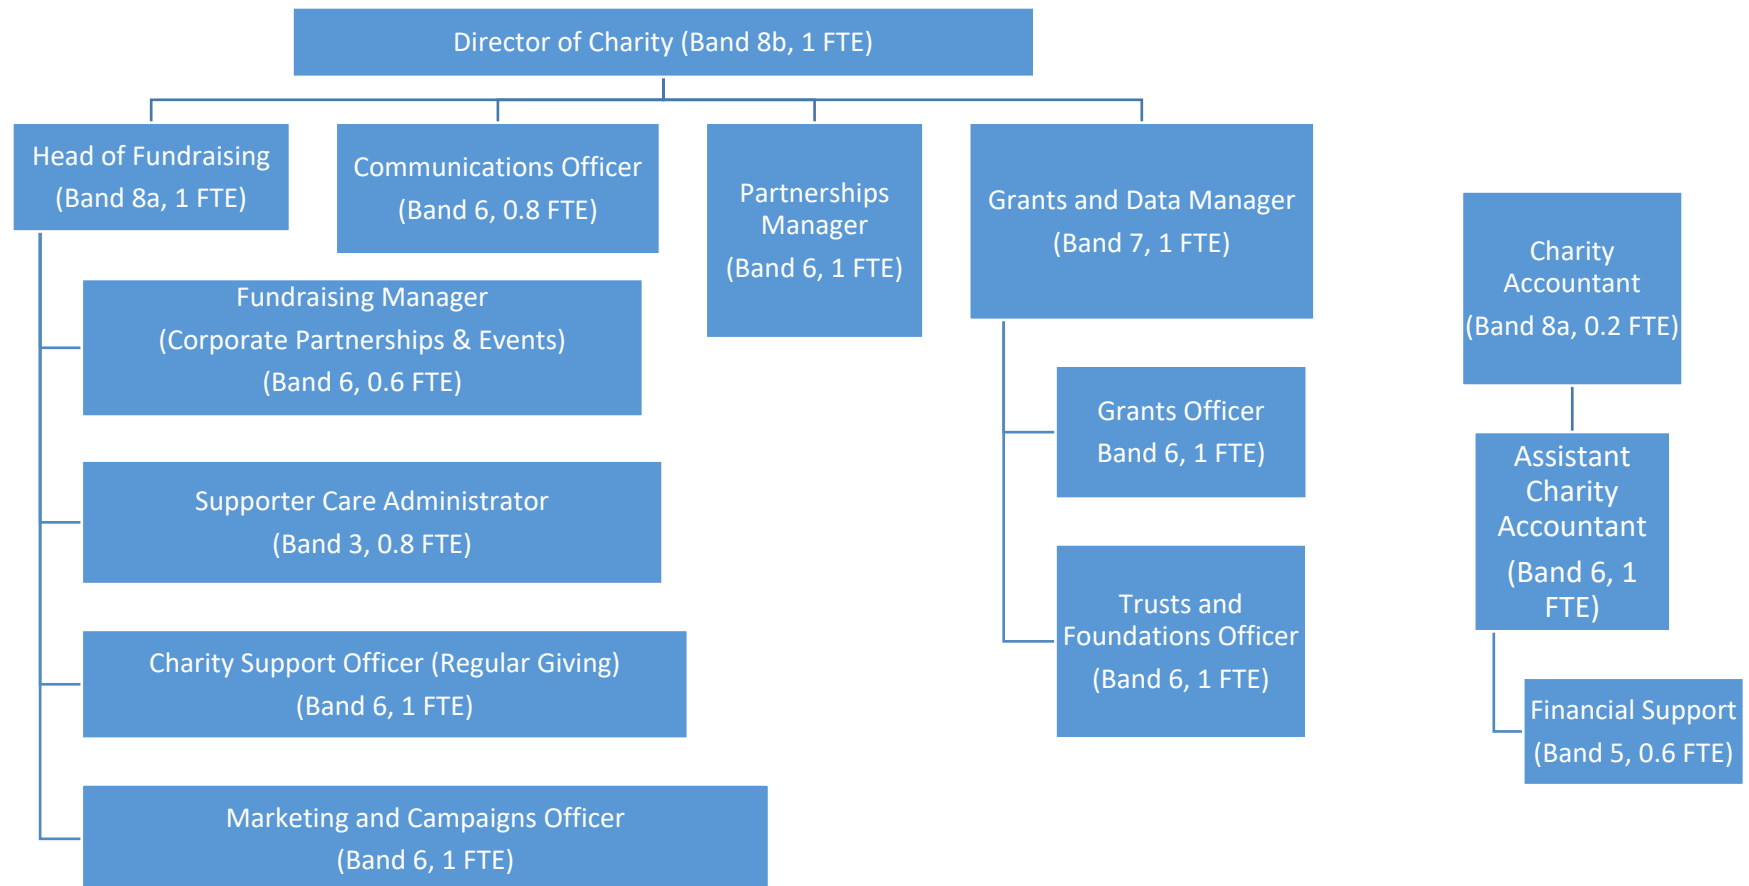 Director of Charity (Band 8b, 1 FTE)
Head of Fundraising
(Band 8a, 1 FTE)
Communications Officer
(Band 6, 0.8 FTE)
Partnerships
Manager
(Band 6, 1 FTE)
Grants and Data Manager
(Band 7, 1 FTE)
Charity
Accountant
(Band 8a, 0.2 FTE)
Fundraising Manager
(Corporate Partnerships & Events)
(Band 6, 0.6 FTE)
Supporter Care Administrator
(Band 3, 0.8 FTE)
Charity Support Officer (Regular Giving)
(Band 6, 1 FTE)
Marketing and Campaigns Officer
(Band 6, 1 FTE)
Grants Officer
Band 6, 1 FTE)
Trusts and
Foundations Officer
(Band 6, 1 FTE)
Assistant
Charity
Accountant
(Band 6, 1
FTE)
Financial Support
(Band 5, 0.6 FTE)